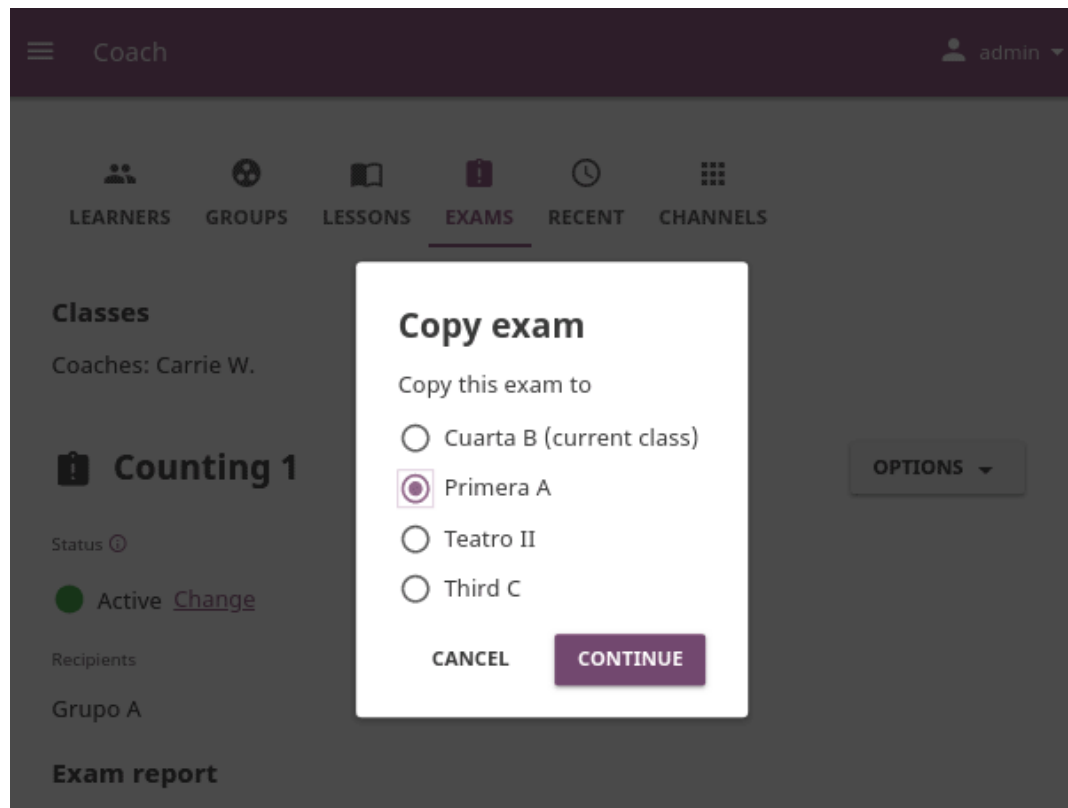 Coach
admin
LEARNERS GROUPS LESSONS EXAMS RECENT CHANNELS
Classes
Coaches: Carrie W.
Counting 1
OPTIONS
Status
Active Change
Recipients
Grupo A
Exam report
Copy exam
Copy this exam to
Cuarta B (current class)
Primera A
Teatro II
Third C
CANCEL CONTINUE